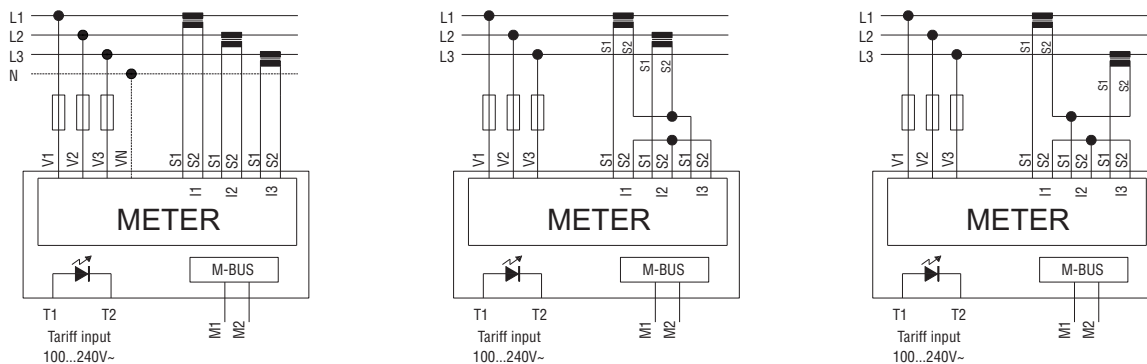 L1
L2
L3
N
V1 V2 V3 VN S1 S2 S1 S2 S1 S2
I1 I2 I3
METER
M-BUS
T1 T2 M1 M2
Tariff input
100...240V~
L1
L2
L3
S1 S2
S1 S2
V1 V2 V3 S1 S2 S1 S2 S1 S2
I1 I2 I3
METER
M-BUS
T1 T2 M1 M2
Tariff input
100...240V~
L1
L2
L3
S1 S2
S1 S2
V1 V2 V3 S1 S2 S1 S2 S1 S2
I1 I2 I3
METER
M-BUS
T1 T2 M1 M2
Tariff input
100...240V~